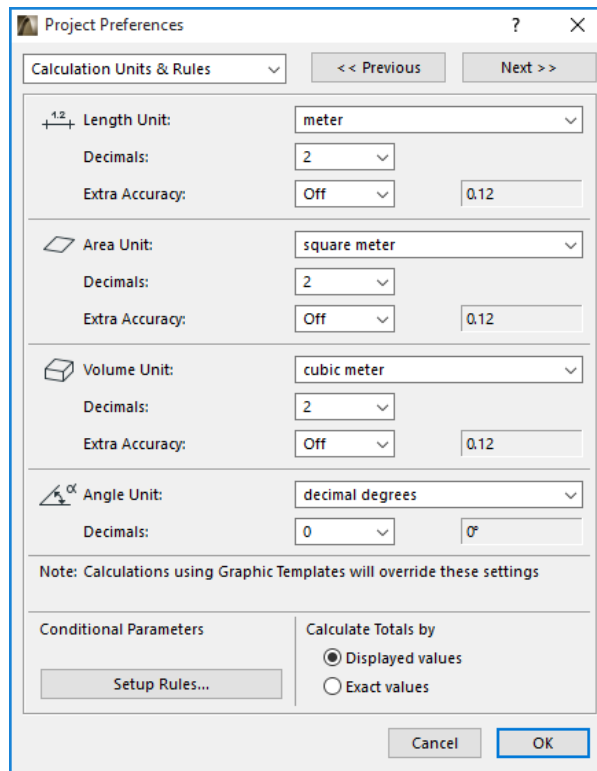 Project Preferences ?
Calculation Units & Rules << Previous Next >>
1.2 Length Unit: meter
Decimals: 2
Extra Accuracy: Off 0.12
Area Unit: square meter
Decimals: 2
Extra Accuracy: Off 0.12
Volume Unit: cubic meter
Decimals: 2
Extra Accuracy: Off 0.12
α Angle Unit: decimal degrees
Decimals: 0 0°
Note: Calculations using Graphic Templates will override these settings
Conditional Parameters Calculate Totals by
Displayed values
Setup Rules... Exact values
Cancel OK